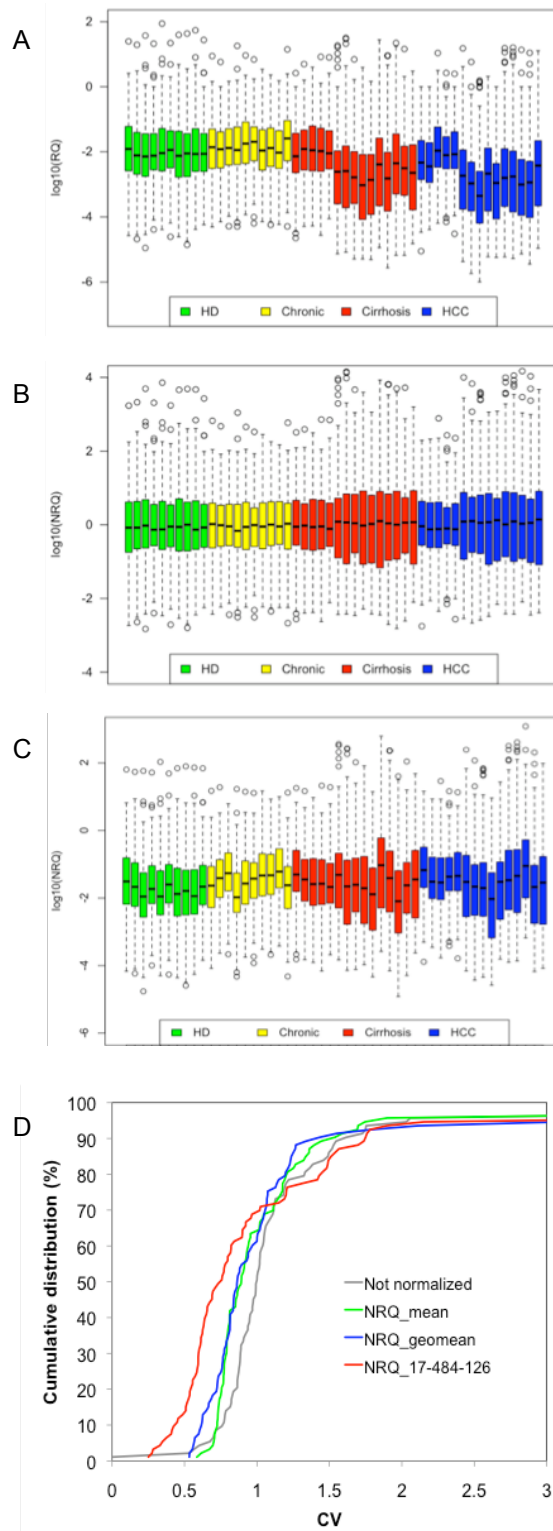 A
2
0
-2
-4
-6
log10(RQ)
HD Chronic Cirrhosis HCC
B
4
2
0
-2
-4
log10(NRQ)
HD Chronic Cirrhosis HCC
C
2
0
-2
-4
-6
log10(NRQ)
HD Chronic Cirrhosis HCC
D
100
90
80
70
60
50
40
30
20
10
0
Cumulative distribution (%)
Not normalized
NRQ_mean
NRQ_geomean
NRQ_17-484-126
0 0.5 1 1.5 2 2.5 3
CV